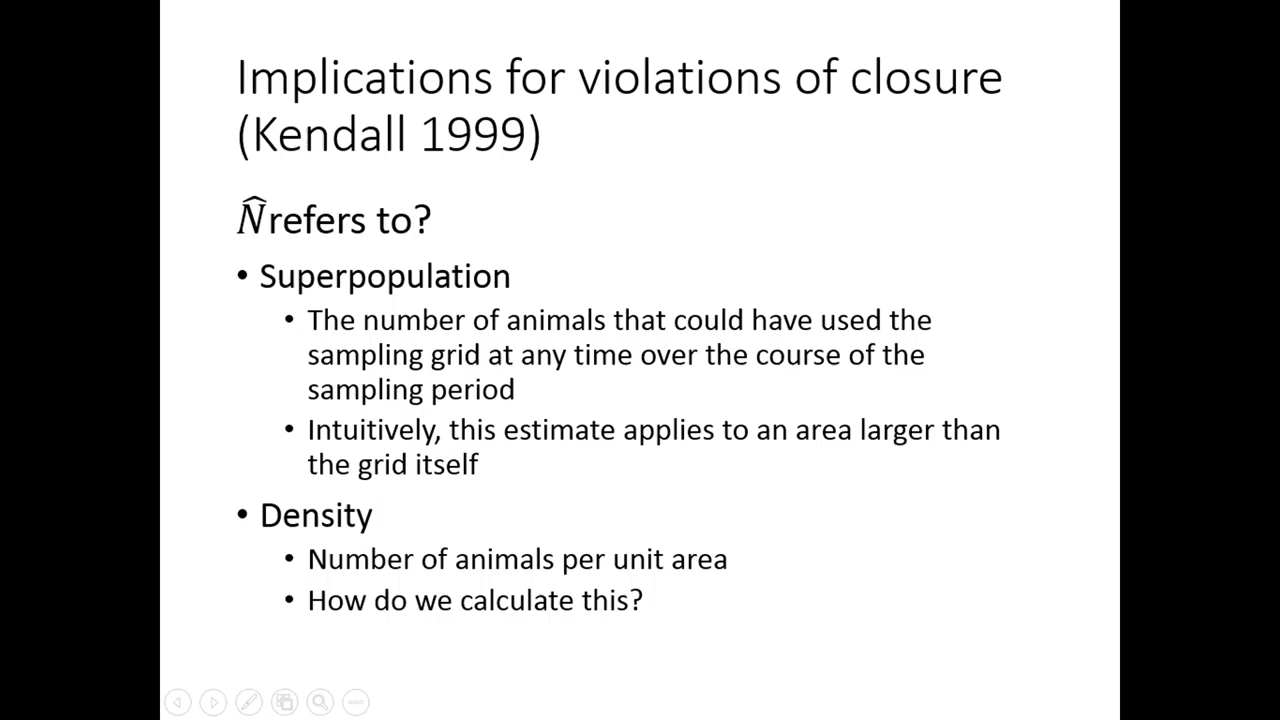 Implications for violations of closure
(Kendall 1999)
N̂ refers to?
• Superpopulation
• The number of animals that could have used the
sampling grid at any time over the course of the
sampling period
• Intuitively, this estimate applies to an area larger than
the grid itself
• Density
• Number of animals per unit area
• How do we calculate this?